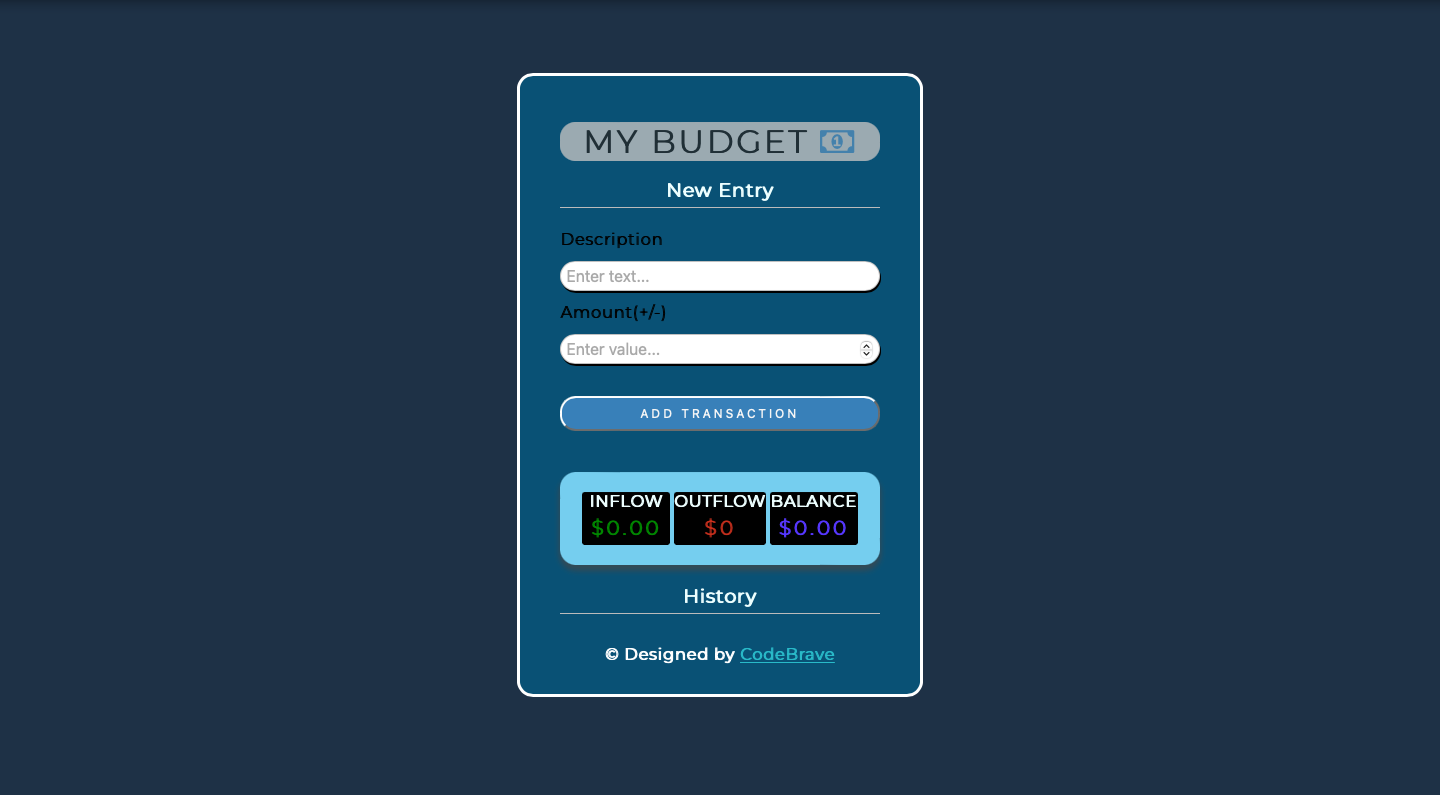 MY BUDGET
New Entry
Description
Enter text...
Amount(+/-)
Enter value...
ADD TRANSACTION
INFLOW OUTFLOW BALANCE
$0.00 $0 $0.00
History
© Designed by CodeBrave